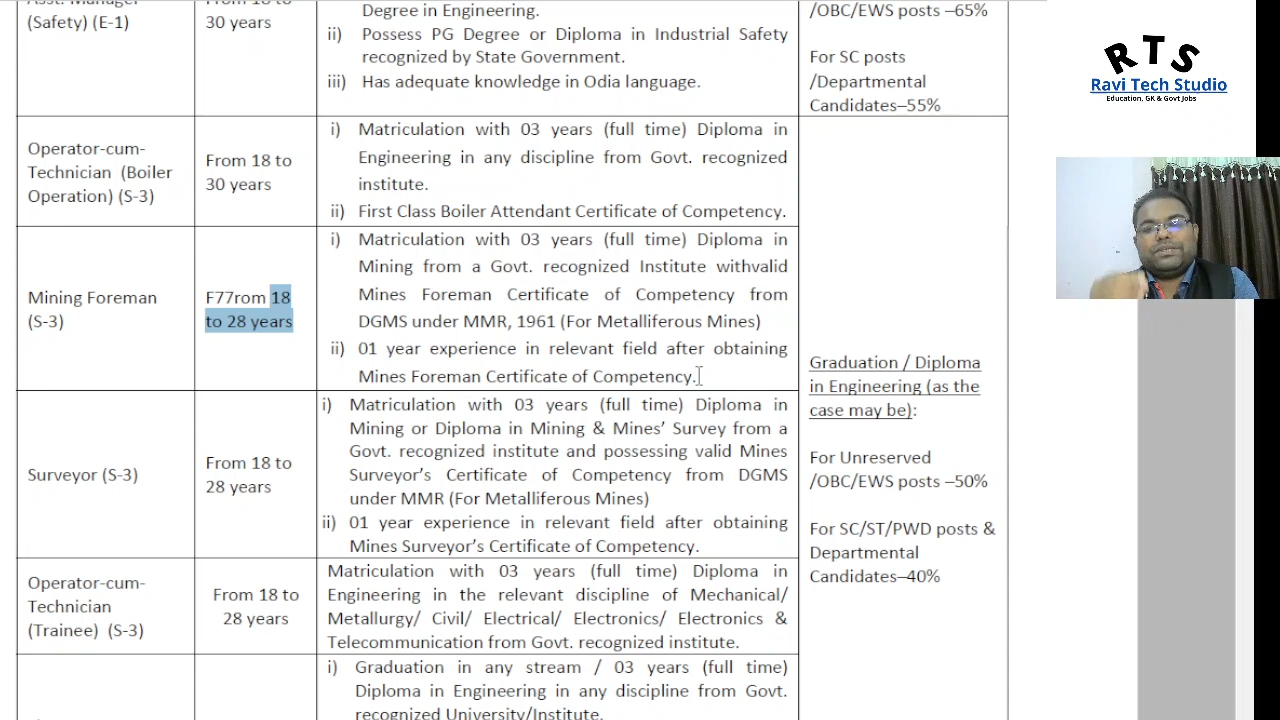 Asst. Manager
(Safety) (E-1)
From 18 to
30 years
Degree in Engineering.
ii) Possess PG Degree or Diploma in Industrial Safety
recognized by State Government.
iii) Has adequate knowledge in Odia language.
/OBC/EWS posts –65%
For SC posts
/Departmental
Candidates–55%
Operator-cum-
Technician (Boiler
Operation) (S-3)
From 18 to
30 years
i) Matriculation with 03 years (full time) Diploma in
Engineering in any discipline from Govt. recognized
institute.
ii) First Class Boiler Attendant Certificate of Competency.
Mining Foreman
(S-3)
F77rom 18
to 28 years
i) Matriculation with 03 years (full time) Diploma in
Mining from a Govt. recognized Institute withvalid
Mines Foreman Certificate of Competency from
DGMS under MMR, 1961 (For Metalliferous Mines)
ii) 01 year experience in relevant field after obtaining
Mines Foreman Certificate of Competency.
Surveyor (S-3)
From 18 to
28 years
i) Matriculation with 03 years (full time) Diploma in
Mining or Diploma in Mining & Mines’ Survey from a
Govt. recognized institute and possessing valid Mines
Surveyor’s Certificate of Competency from DGMS
under MMR (For Metalliferous Mines)
ii) 01 year experience in relevant field after obtaining
Mines Surveyor’s Certificate of Competency.
Operator-cum-
Technician
(Trainee) (S-3)
From 18 to
28 years
Matriculation with 03 years (full time) Diploma in
Engineering in the relevant discipline of Mechanical/
Metallurgy/ Civil/ Electrical/ Electronics/ Electronics &
Telecommunication from Govt. recognized institute.
i) Graduation in any stream / 03 years (full time)
Diploma in Engineering in any discipline from Govt.
recognized University/Institute.
Graduation / Diploma
in Engineering (as the
case may be):
For Unreserved
/OBC/EWS posts –50%
For SC/ST/PWD posts &
Departmental
Candidates–40%
RTS
Ravi Tech Studio
Education, GK & Govt Jobs